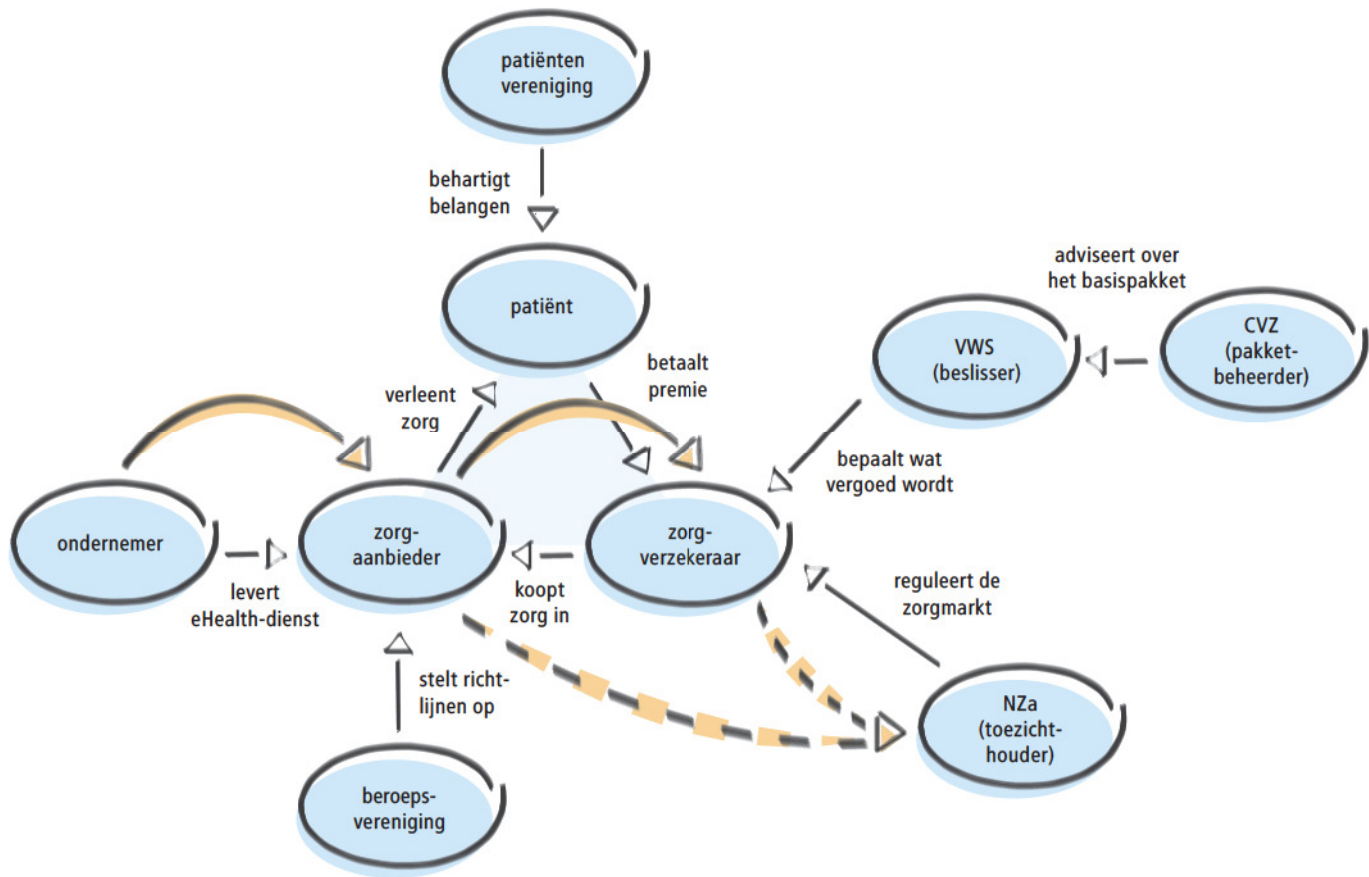 patiënten
vereniging
behartigt
belangen
patiënt
adviseert over
het basispakket
CVZ
(pakket-
beheerder)
VWS
(beslisser)
betaalt
premie
verleent
zorg
bepaalt wat
vergoed wordt
ondernemer
zorg-
aanbieder
zorg-
verzekeraar
levert
eHealth-dienst
koopt
zorg in
reguleert de
zorgmarkt
stelt richt-
lijnen op
NZa
(toezicht-
houder)
beroeps-
vereniging